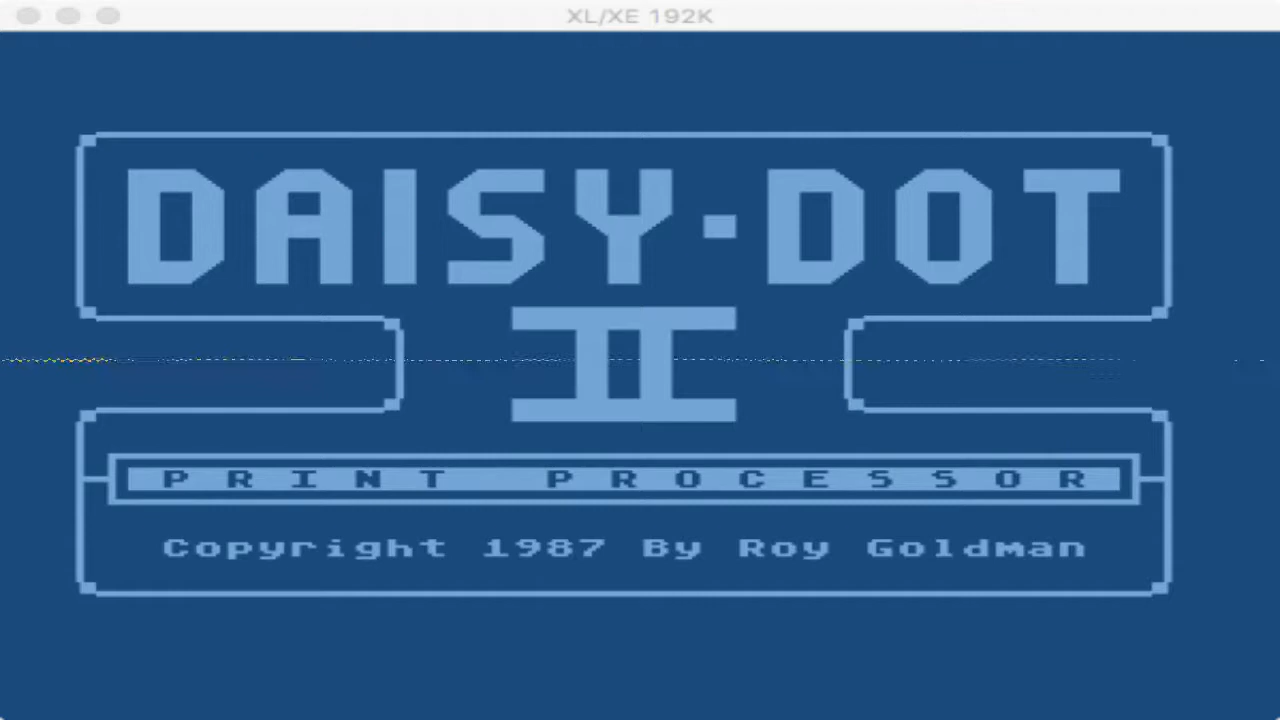 XL/XE 192K
DAISY·DOT
II
PRINT PROCESSOR
Copyright 1987 By Roy Goldman